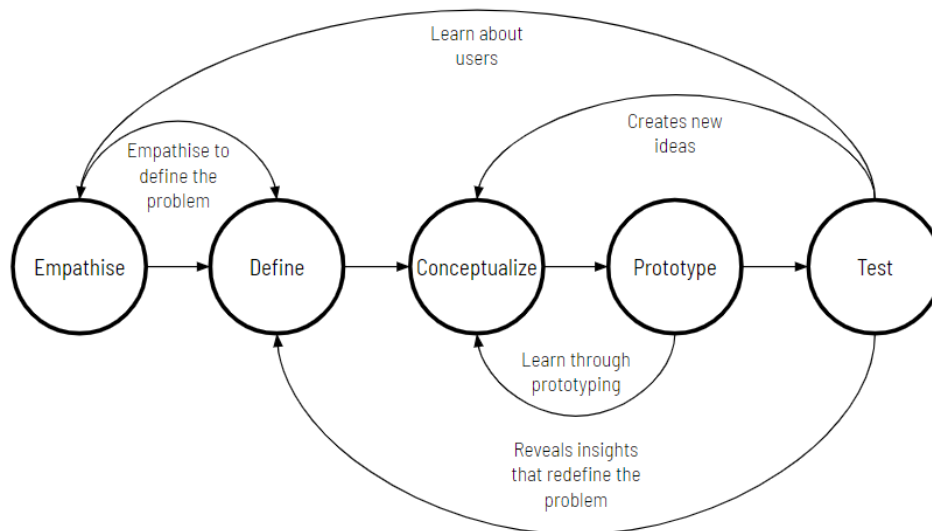 Learn about
users
Creates new
ideas
Empathise to
define the
problem
Empathise
Define
Conceptualize
Prototype
Test
Learn through
prototyping
Reveals insights
that redefine the
problem